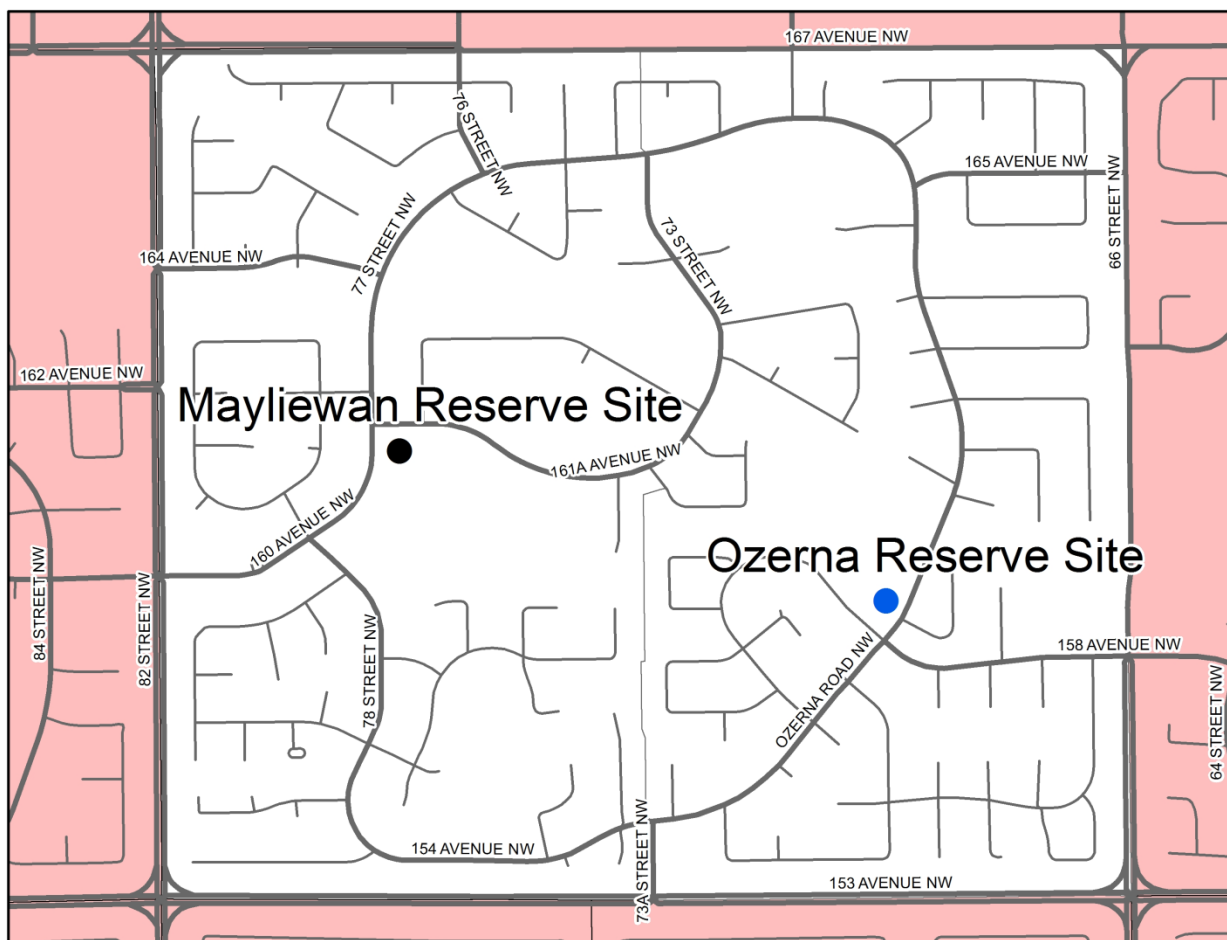 167 AVENUE NW
76 STREET NW
165 AVENUE NW
66 STREET NW
77 STREET NW
73 STREET NW
164 AVENUE NW
162 AVENUE NW
Mayliewan Reserve Site
161A AVENUE NW
160 AVENUE NW
Ozerna Reserve Site
84 STREET NW
82 STREET NW
78 STREET NW
OZERNA ROAD NW
158 AVENUE NW
64 STREET NW
154 AVENUE NW
73A STREET NW
153 AVENUE NW